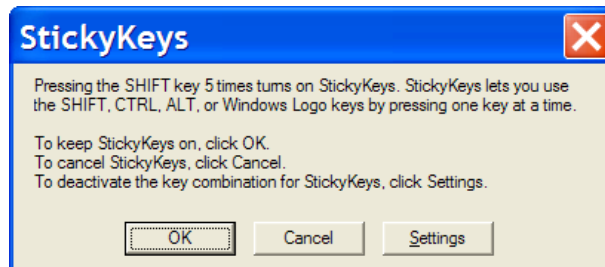 StickyKeys
Pressing the SHIFT key 5 times turns on StickyKeys. StickyKeys lets you use
the SHIFT, CTRL, ALT, or Windows Logo keys by pressing one key at a time.
To keep StickyKeys on, click OK.
To cancel StickyKeys, click Cancel.
To deactivate the key combination for StickyKeys, click Settings.
OK Cancel Settings